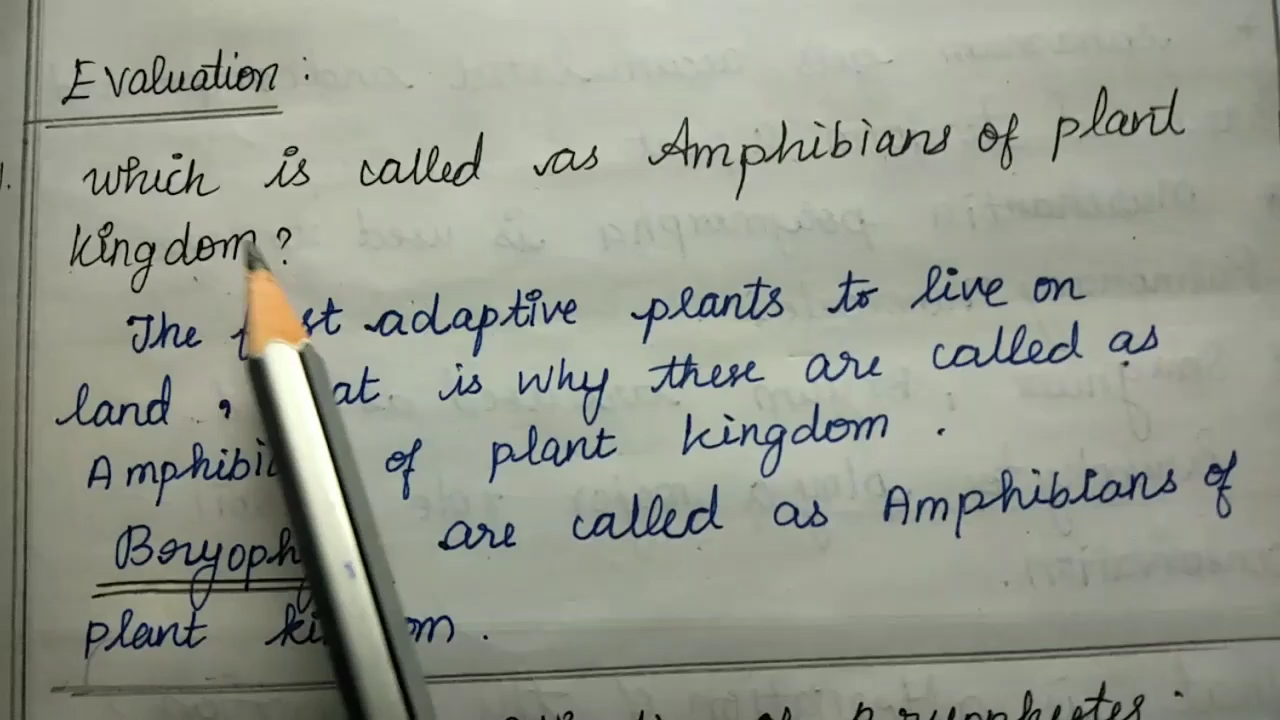 Evaluation :
which is called as Amphibians of plant
kingdom ?
The adaptive plants to live on
land , is why these are called as
of plant kingdom .
are called as Amphibians of
plant